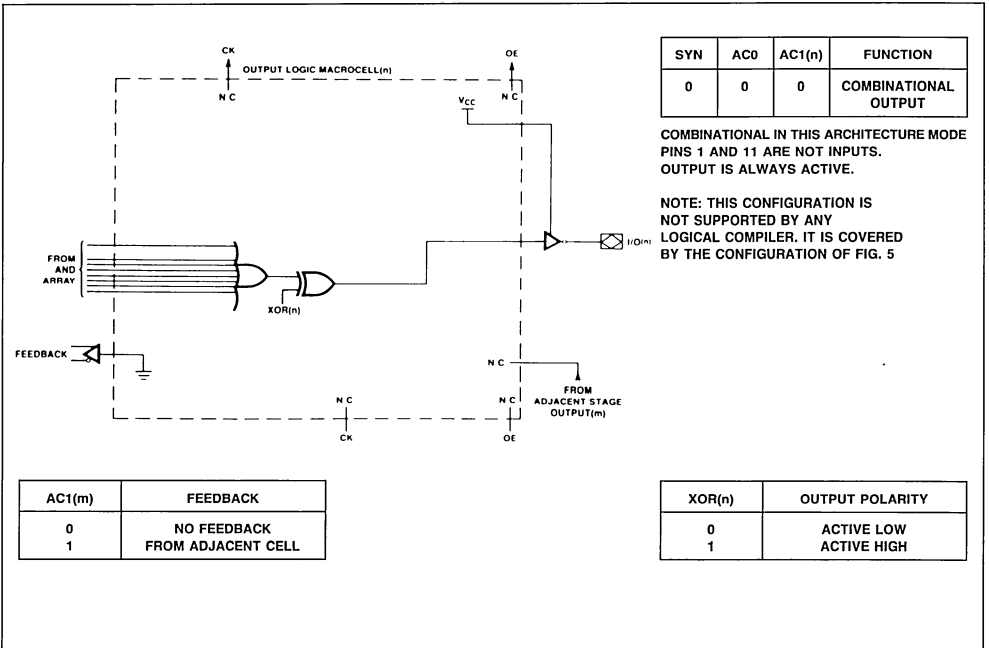 CK
OUTPUT LOGIC MACROCELL(n)
N C
OE
N C
VCC
SYN AC0 AC1(n) FUNCTION
0 0 0 COMBINATIONAL
OUTPUT
COMBINATIONAL IN THIS ARCHITECTURE MODE
PINS 1 AND 11 ARE NOT INPUTS.
OUTPUT IS ALWAYS ACTIVE.
NOTE: THIS CONFIGURATION IS
NOT SUPPORTED BY ANY
LOGICAL COMPILER. IT IS COVERED
BY THE CONFIGURATION OF FIG. 5
I/O(n)
FROM
AND
ARRAY
XOR(n)
FEEDBACK
N C
FROM
ADJACENT STAGE
OUTPUT(m)
N C
CK
N C
OE
AC1(m) FEEDBACK
0 NO FEEDBACK
1 FROM ADJACENT CELL
XOR(n) OUTPUT POLARITY
0 ACTIVE LOW
1 ACTIVE HIGH